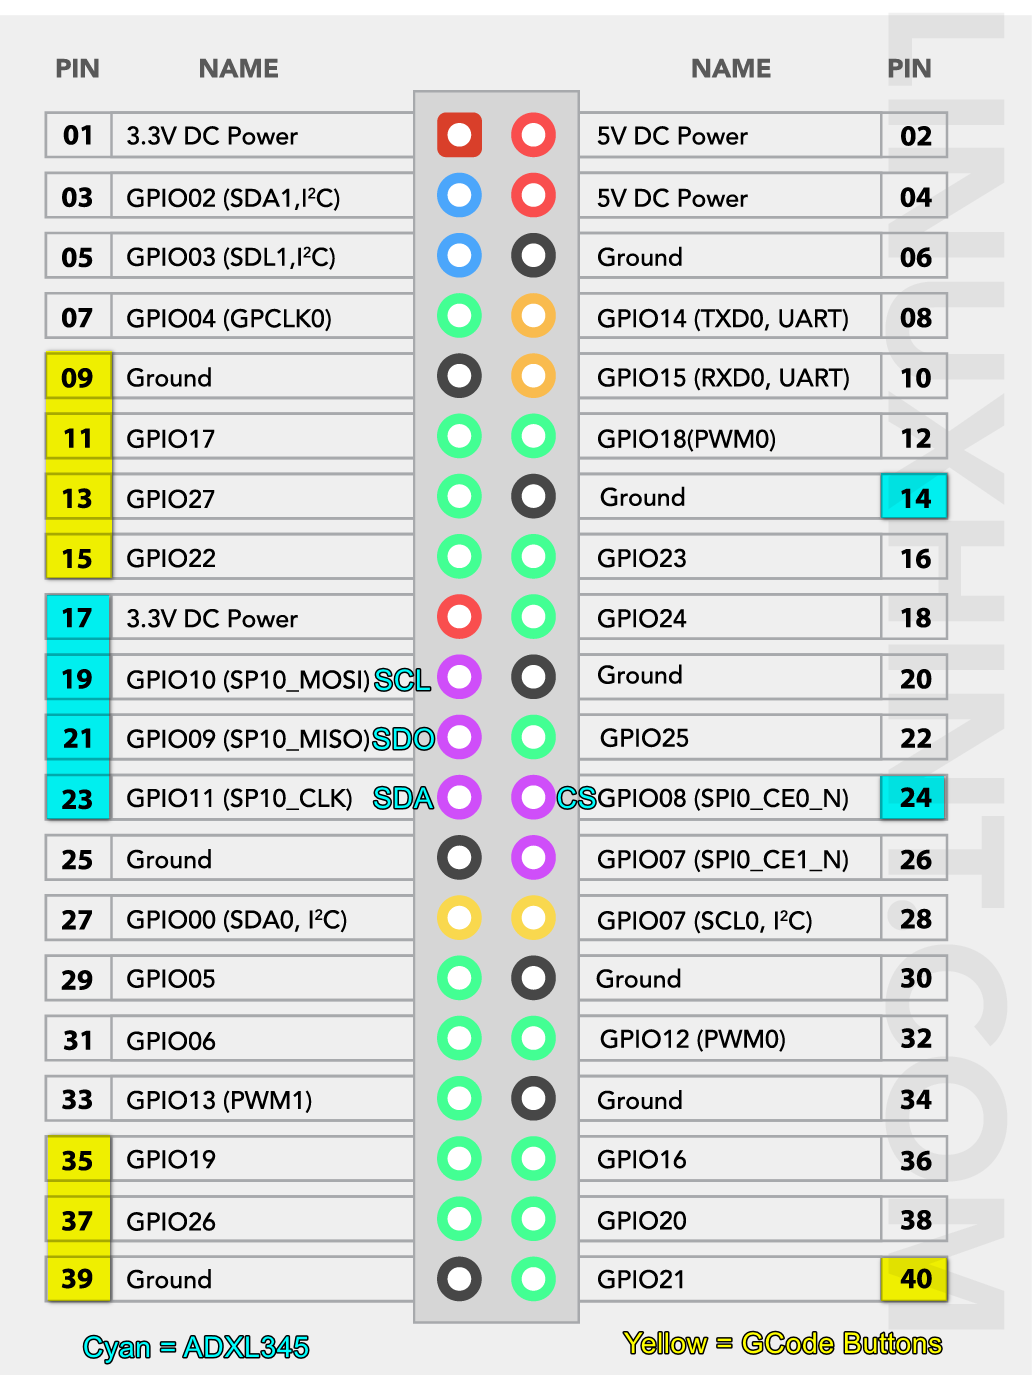 PIN NAME NAME PIN
01 3.3V DC Power 5V DC Power 02
03 GPIO02 (SDA1,I²C) 5V DC Power 04
05 GPIO03 (SDL1,I²C) Ground 06
07 GPIO04 (GPCLK0) GPIO14 (TXD0, UART) 08
09 Ground GPIO15 (RXD0, UART) 10
11 GPIO17 GPIO18(PWM0) 12
13 GPIO27 Ground 14
15 GPIO22 GPIO23 16
17 3.3V DC Power GPIO24 18
19 GPIO10 (SP10_MOSI) SCL Ground 20
21 GPIO09 (SP10_MISO) SDO GPIO25 22
23 GPIO11 (SP10_CLK) SDA CS GPIO08 (SPI0_CE0_N) 24
25 Ground GPIO07 (SPI0_CE1_N) 26
27 GPIO00 (SDA0, I²C) GPIO07 (SCL0, I²C) 28
29 GPIO05 Ground 30
31 GPIO06 GPIO12 (PWM0) 32
33 GPIO13 (PWM1) Ground 34
35 GPIO19 GPIO16 36
37 GPIO26 GPIO20 38
39 Ground GPIO21 40
Cyan = ADXL345 Yellow = GCode Buttons
LINUXHINT.COM